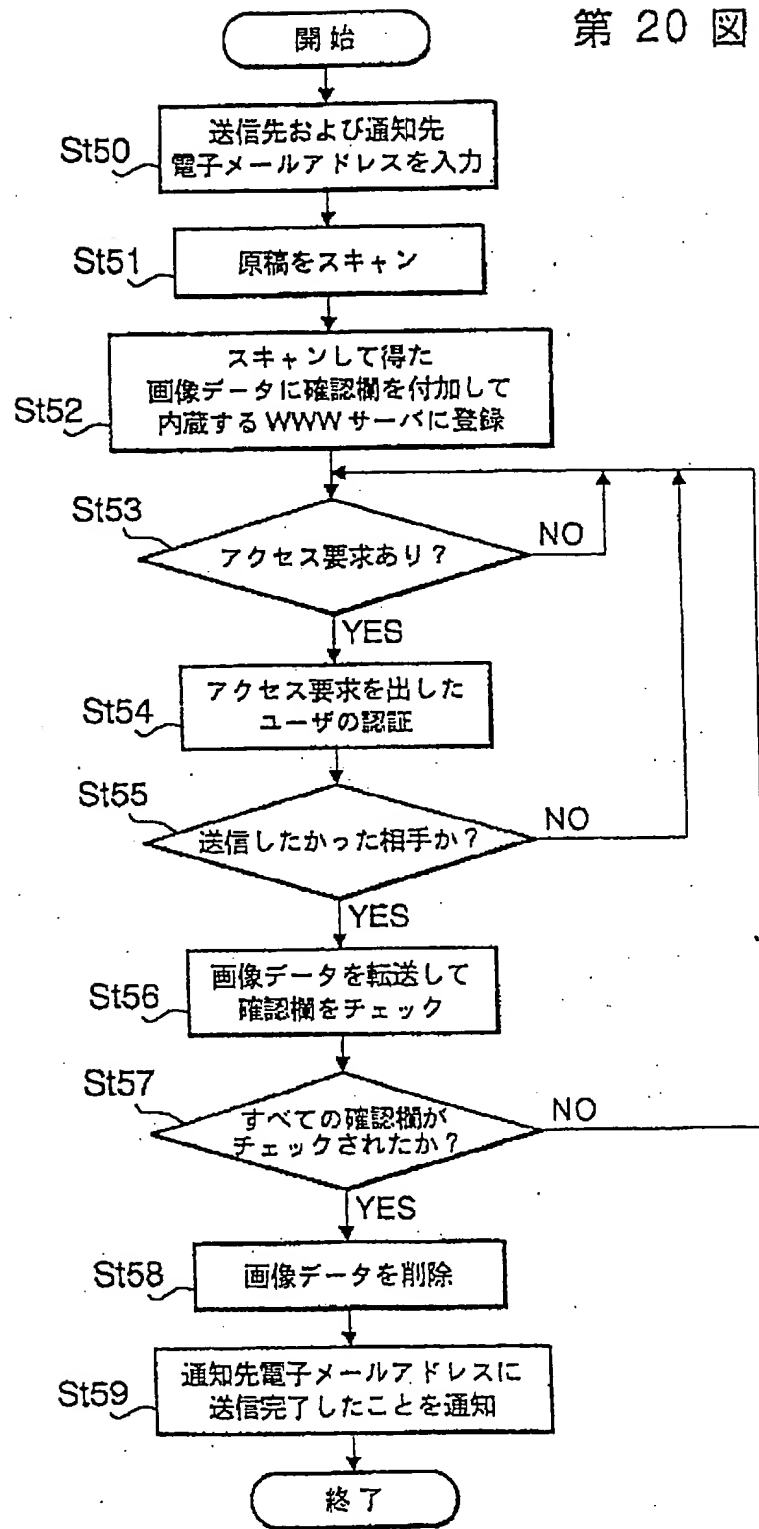 第 20 図
開 始
St50
送信先および通知先
電子メールアドレスを入力
St51
原稿をスキャン
St52
スキャンして得た
画像データに確認欄を付加して
内蔵するWWWサーバに登録
St53
アクセス要求あり?
NO
YES
St54
アクセス要求を出した
ユーザの認証
St55
送信したかった相手か?
NO
YES
St56
画像データを転送して
確認欄をチェック
St57
すべての確認欄が
チェックされたか?
NO
YES
St58
画像データを削除
St59
通知先電子メールアドレスに
送信完了したことを通知
終 了